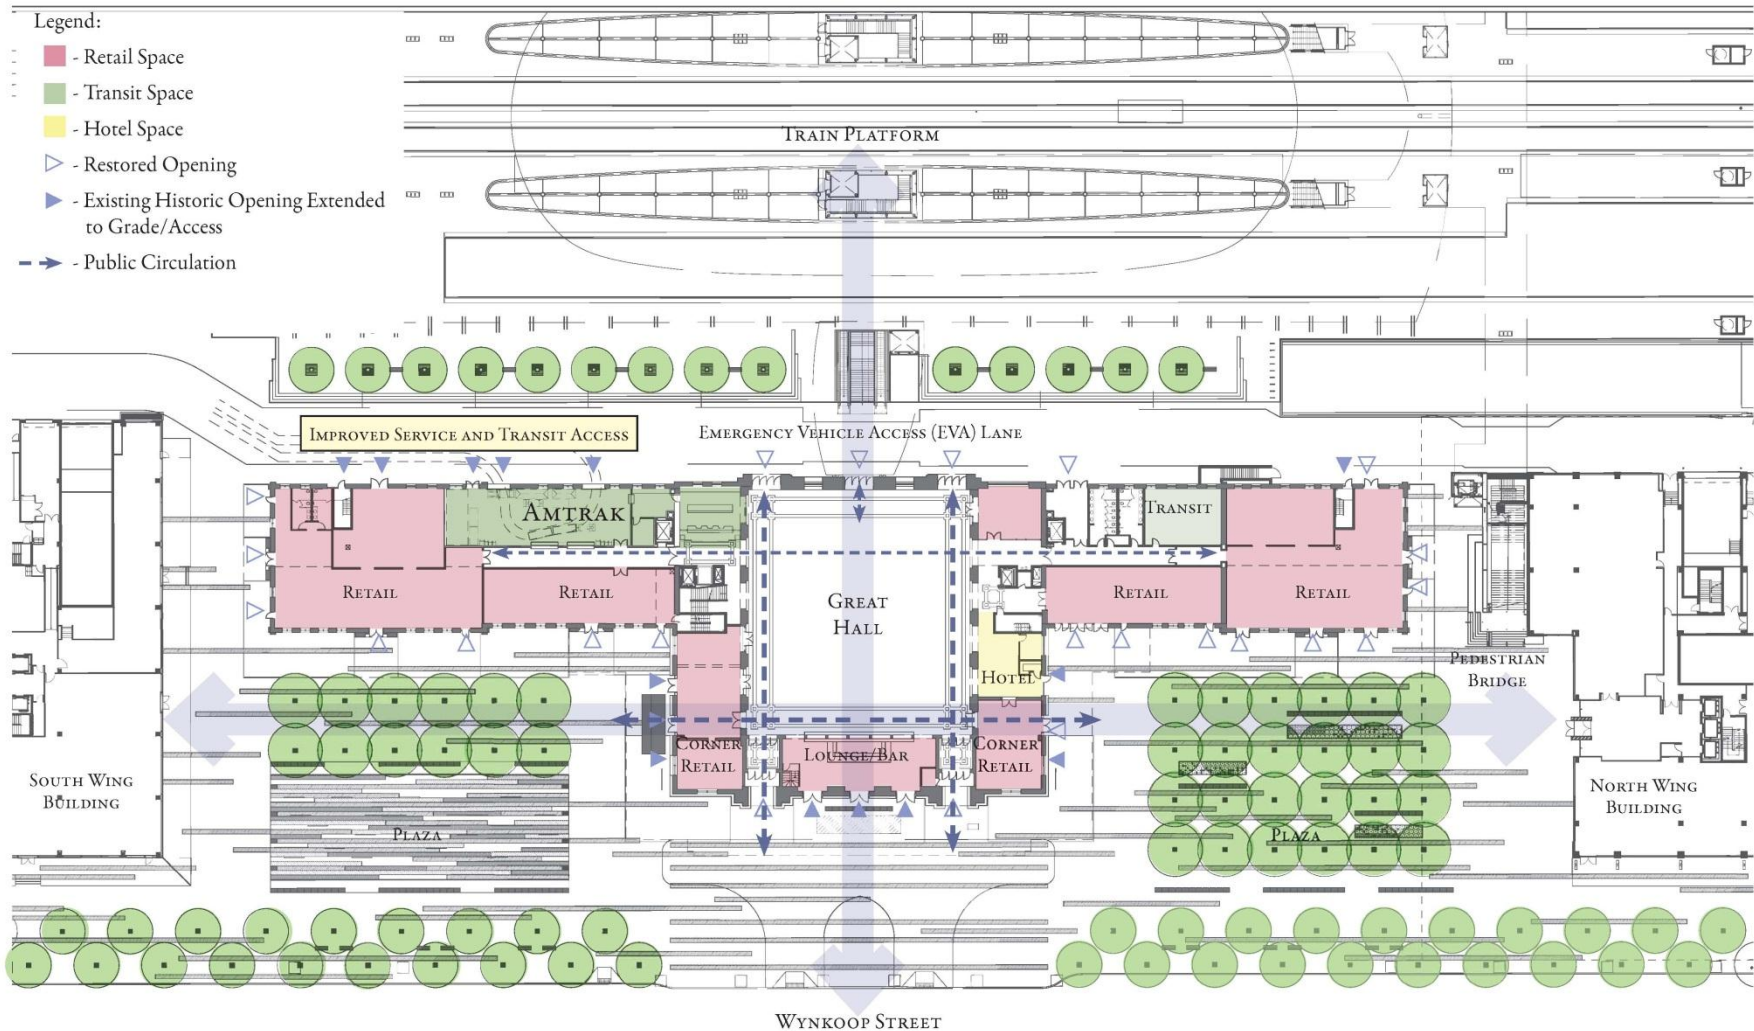 Legend:
- Retail Space
- Transit Space
- Hotel Space
- Restored Opening
- Existing Historic Opening Extended
to Grade/Access
- Public Circulation
Train Platform
Improved Service and Transit Access
Emergency Vehicle Access (EVA) Lane
Amtrak
Transit
Retail
Retail
Great
Hall
Retail
Retail
Pedestrian
Bridge
Hotel
Corner
Retail
Lounge/Bar
Corner
Retail
South Wing
Building
Plaza
Plaza
North Wing
Building
Wynkoop Street